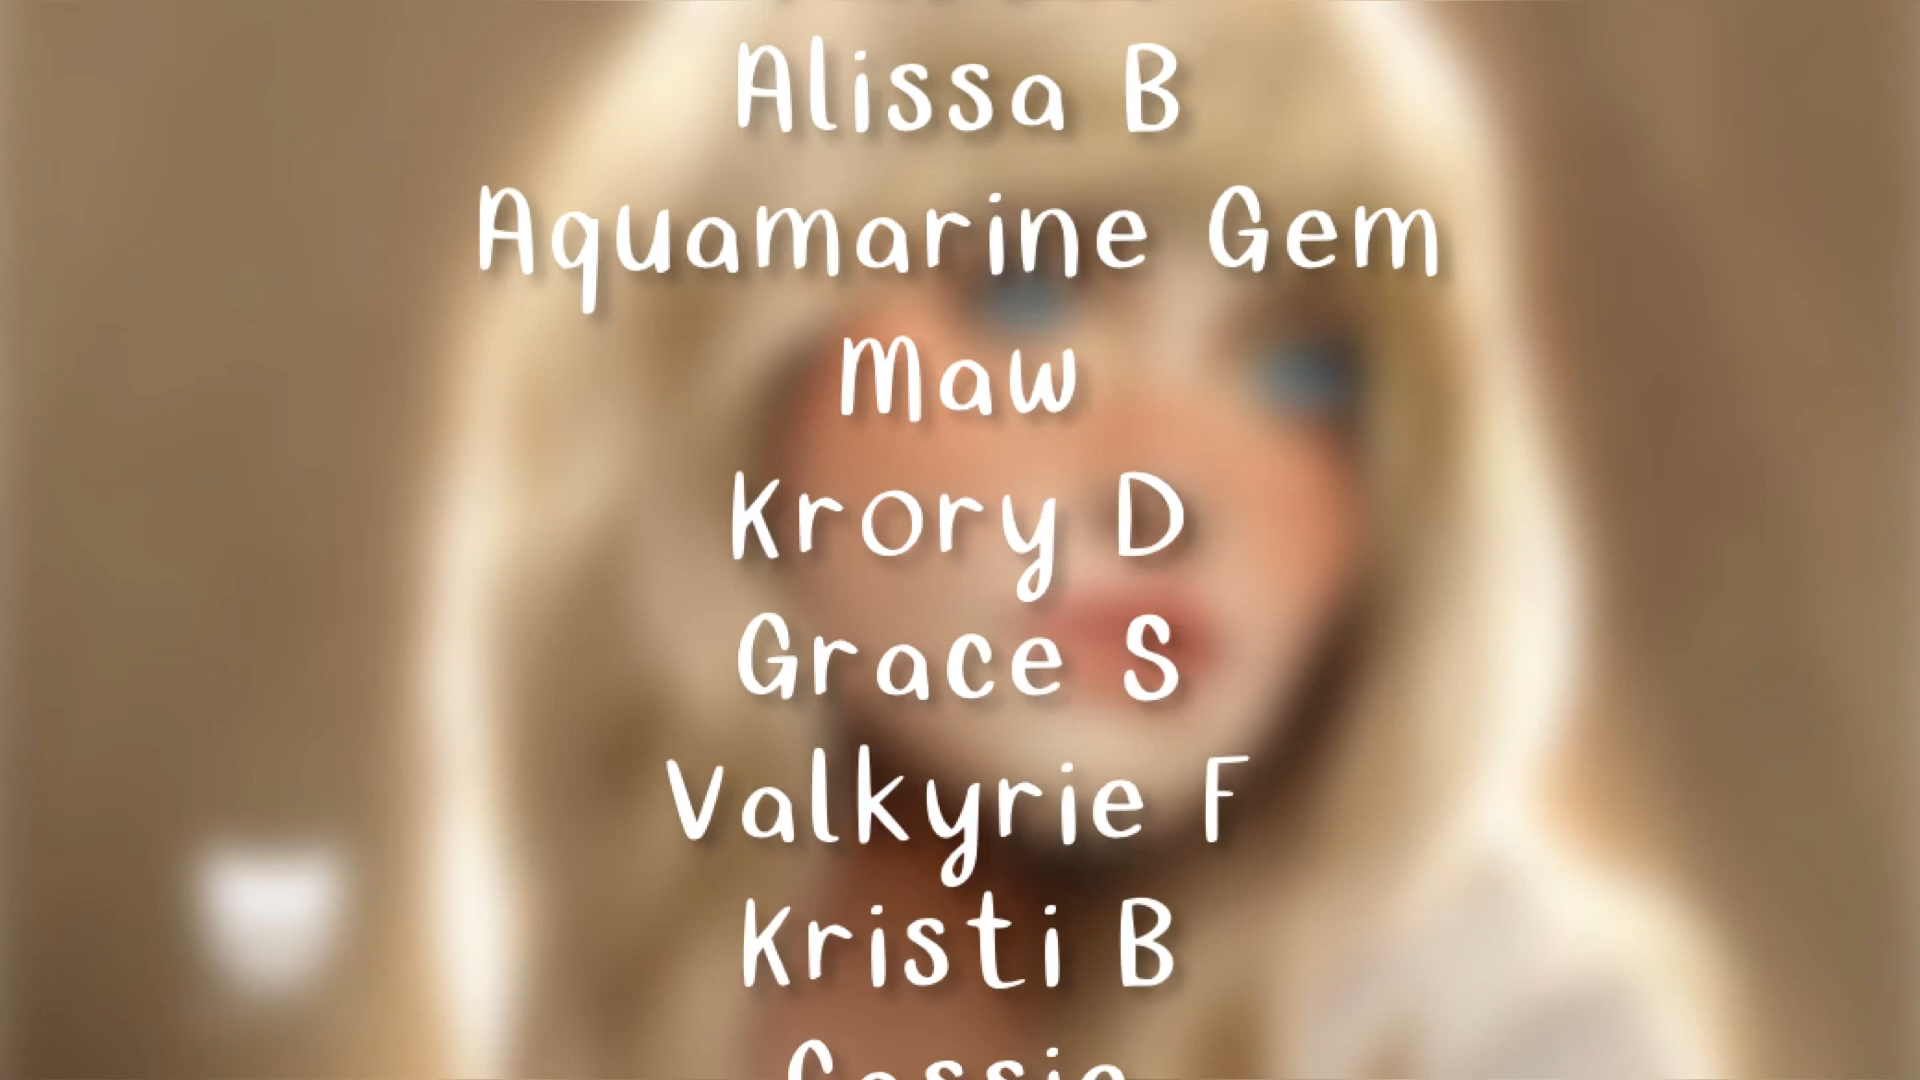 Alissa B
Aquamarine Gem
Maw
Krory D
Grace S
Valkyrie F
Kristi B